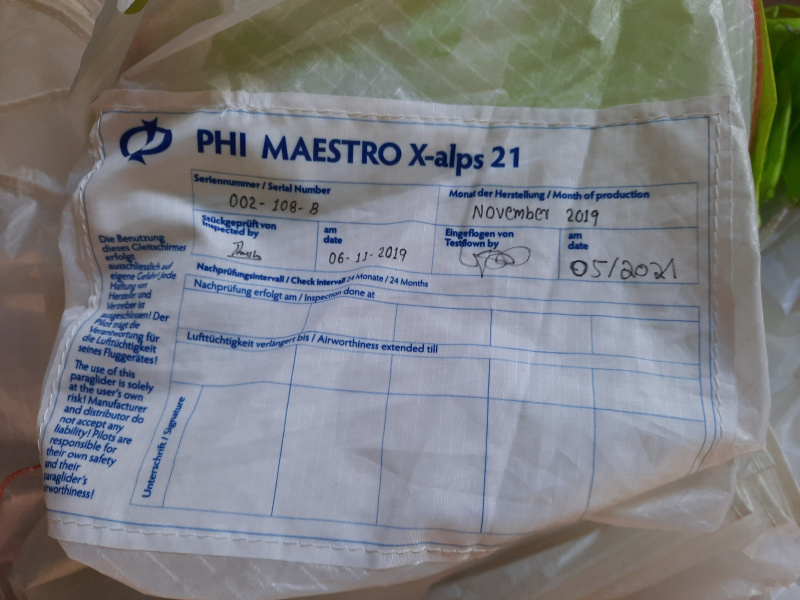 PHI MAESTRO X-alps 21
Seriennummer / Serial Number
002-108-8
Monat der Herstellung / Month of production
November 2019
Stückgeprüft von
Inspected by
am
date
06-11-2019
Eingeflogen von
Testflown by
am
date
05/2021
Nachprüfungsintervall / Check intervall 24 Monate / 24 Months
Nachprüfung erfolgt am / Inspection done at
Lufttüchtigkeit verlängert bis / Airworthiness extended till
Unterschrift / Signature
Die Benutzung
dieses Gleitschirmes
erfolgt
ausschliesslich auf
eigene Gefahr! Jede
Haftung von
Hersteller und
Vertreiber ist
ausgeschlossen! Der
Pilot trägt die
Verantwortung für
die Lufttüchtigkeit
seines Fluggerätes!
The use of this
paraglider is solely
at the user's own
risk! Manufacturer
and distributor do
not accept any
liability! Pilots are
responsible for
their own safety
and their
paraglider's
airworthiness!